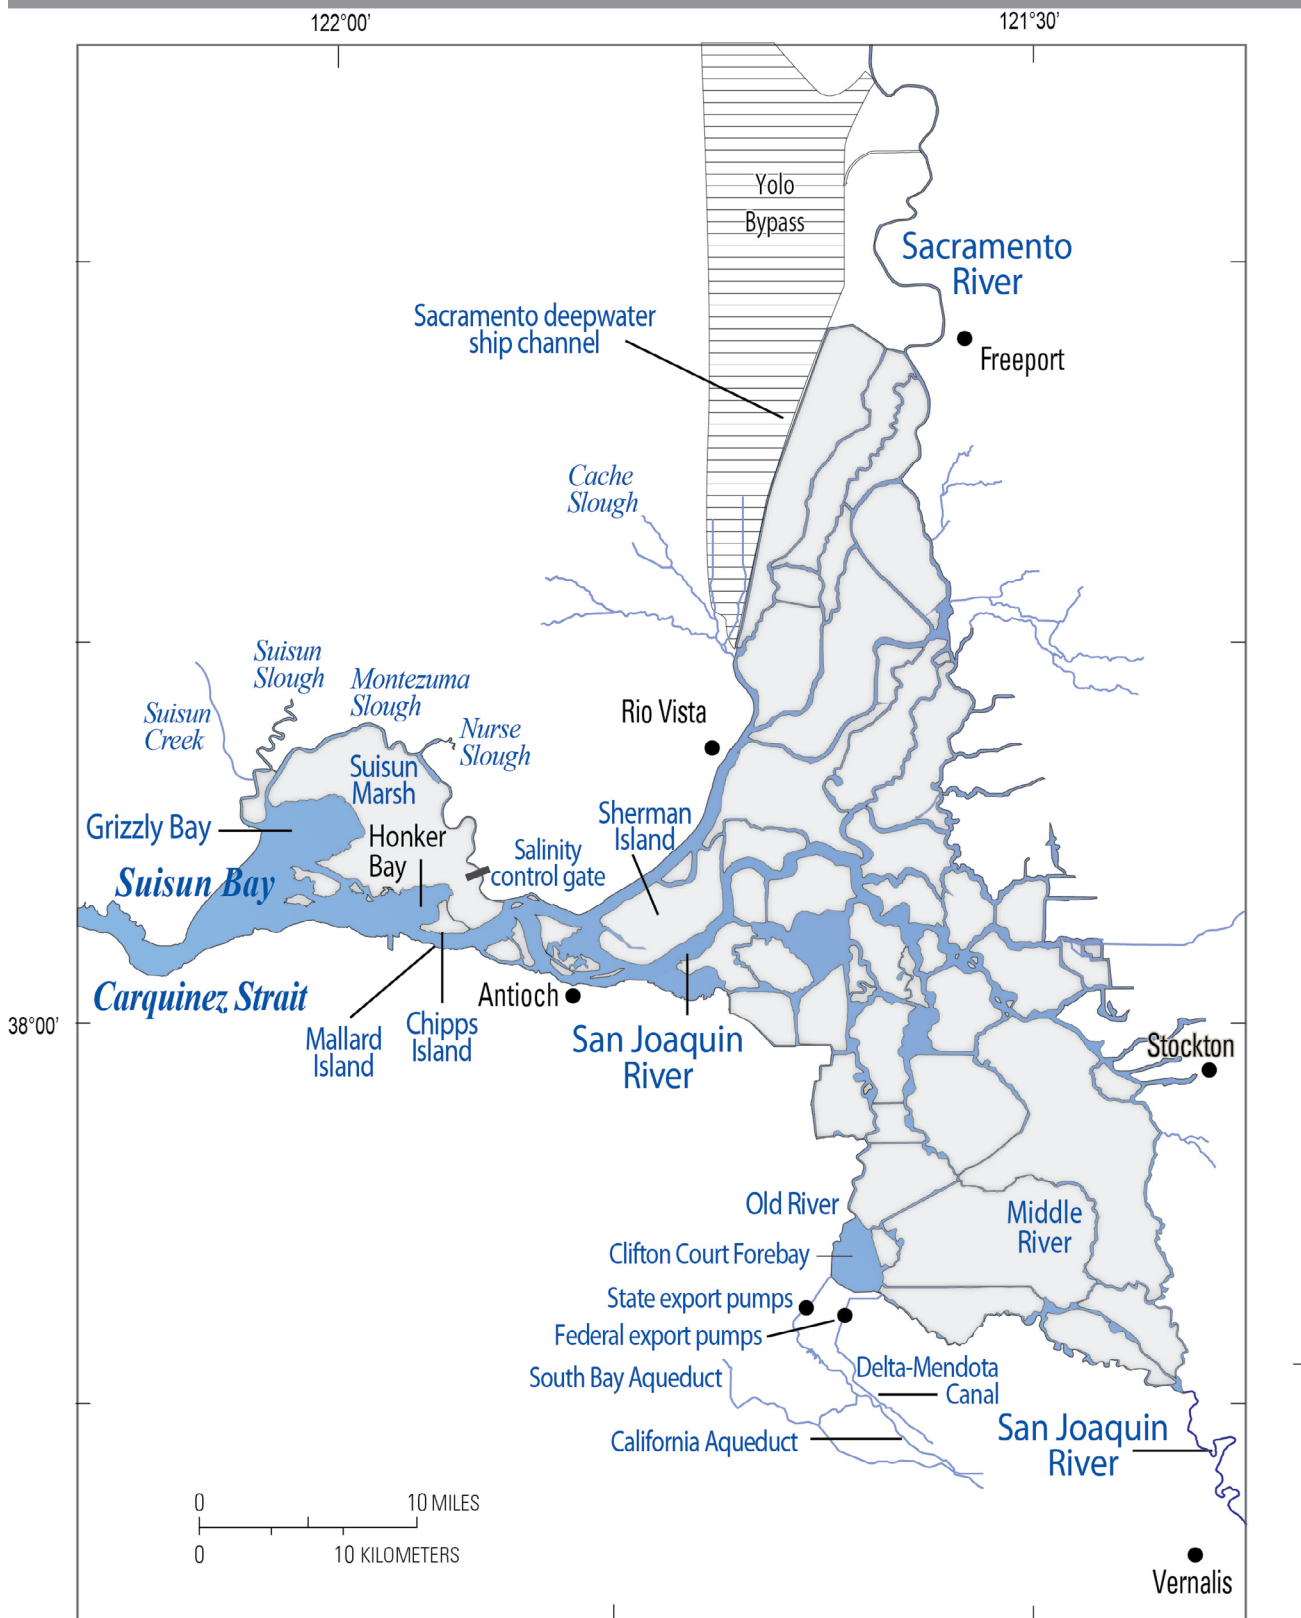 122°00'
121°30'
Yolo
Bypass
Sacramento
River
Sacramento deepwater
ship channel
Freeport
Cache
Slough
Suisun
Slough
Montezuma
Slough
Suisun
Creek
Nurse
Slough
Rio Vista
Suisun
Marsh
Grizzly Bay
Honker
Bay
Sherman
Island
Salinity
control gate
Suisun Bay
Carquinez Strait
Antioch
Mallard
Island
Chipps
Island
San Joaquin
River
38°00'
Stockton
Old River
Middle
River
Clifton Court Forebay
State export pumps
Federal export pumps
South Bay Aqueduct
Delta-Mendota
Canal
California Aqueduct
San Joaquin
River
0
10 MILES
0
10 KILOMETERS
Vernalis